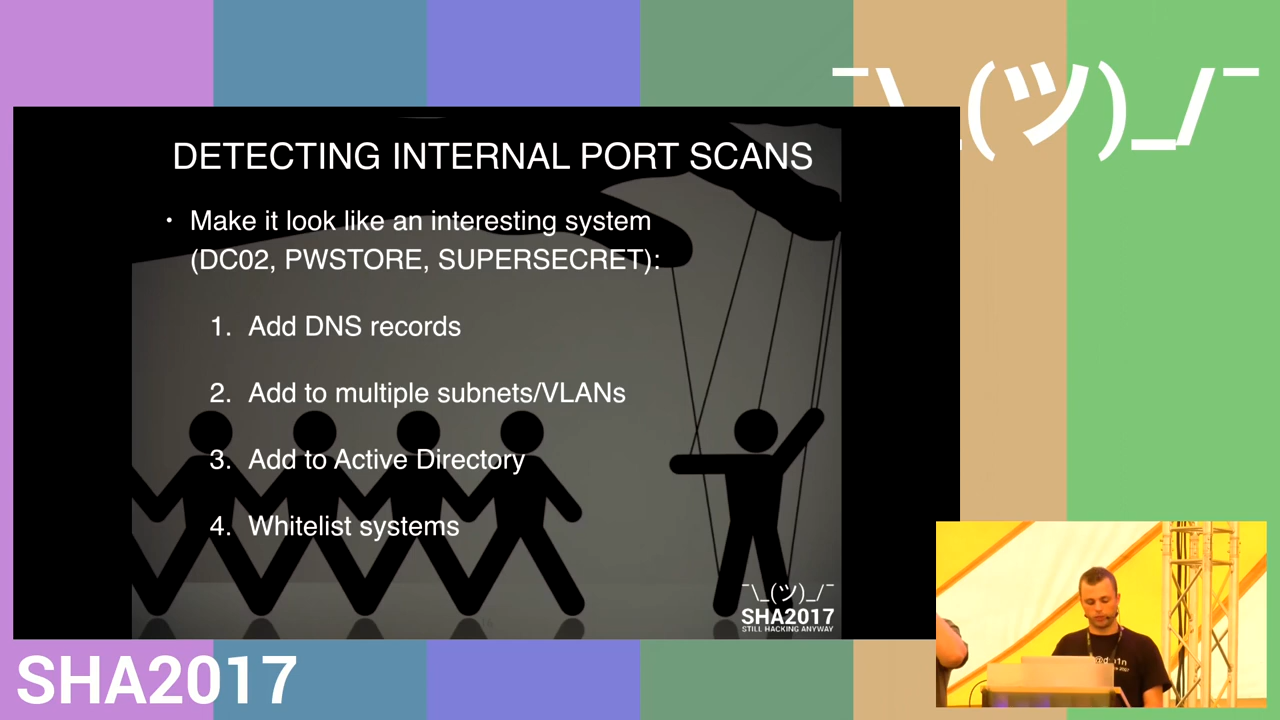 ¯\_(ツ)_/¯
DETECTING INTERNAL PORT SCANS
• Make it look like an interesting system
(DC02, PWSTORE, SUPERSECRET):
1. Add DNS records
2. Add to multiple subnets/VLANs
3. Add to Active Directory
4. Whitelist systems
¯\_(ツ)_/¯
SHA2017
STILL HACKING ANYWAY
SHA2017